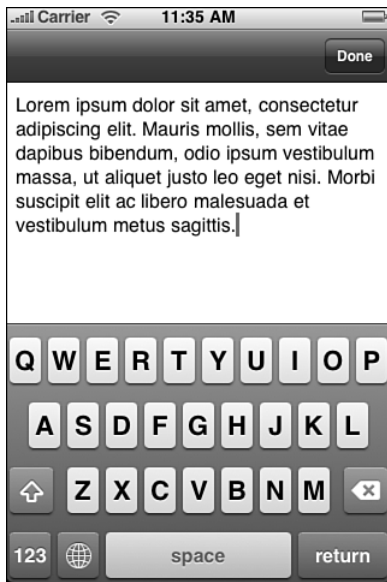 Carrier 11:35 AM
Done
Lorem ipsum dolor sit amet, consectetur
adipiscing elit. Mauris mollis, sem vitae
dapibus bibendum, odio ipsum vestibulum
massa, ut aliquet justo leo eget nisi. Morbi
suscipit elit ac libero malesuada et
vestibulum metus sagittis.
Q W E R T Y U I O P
A S D F G H J K L
Z X C V B N M
123 space return